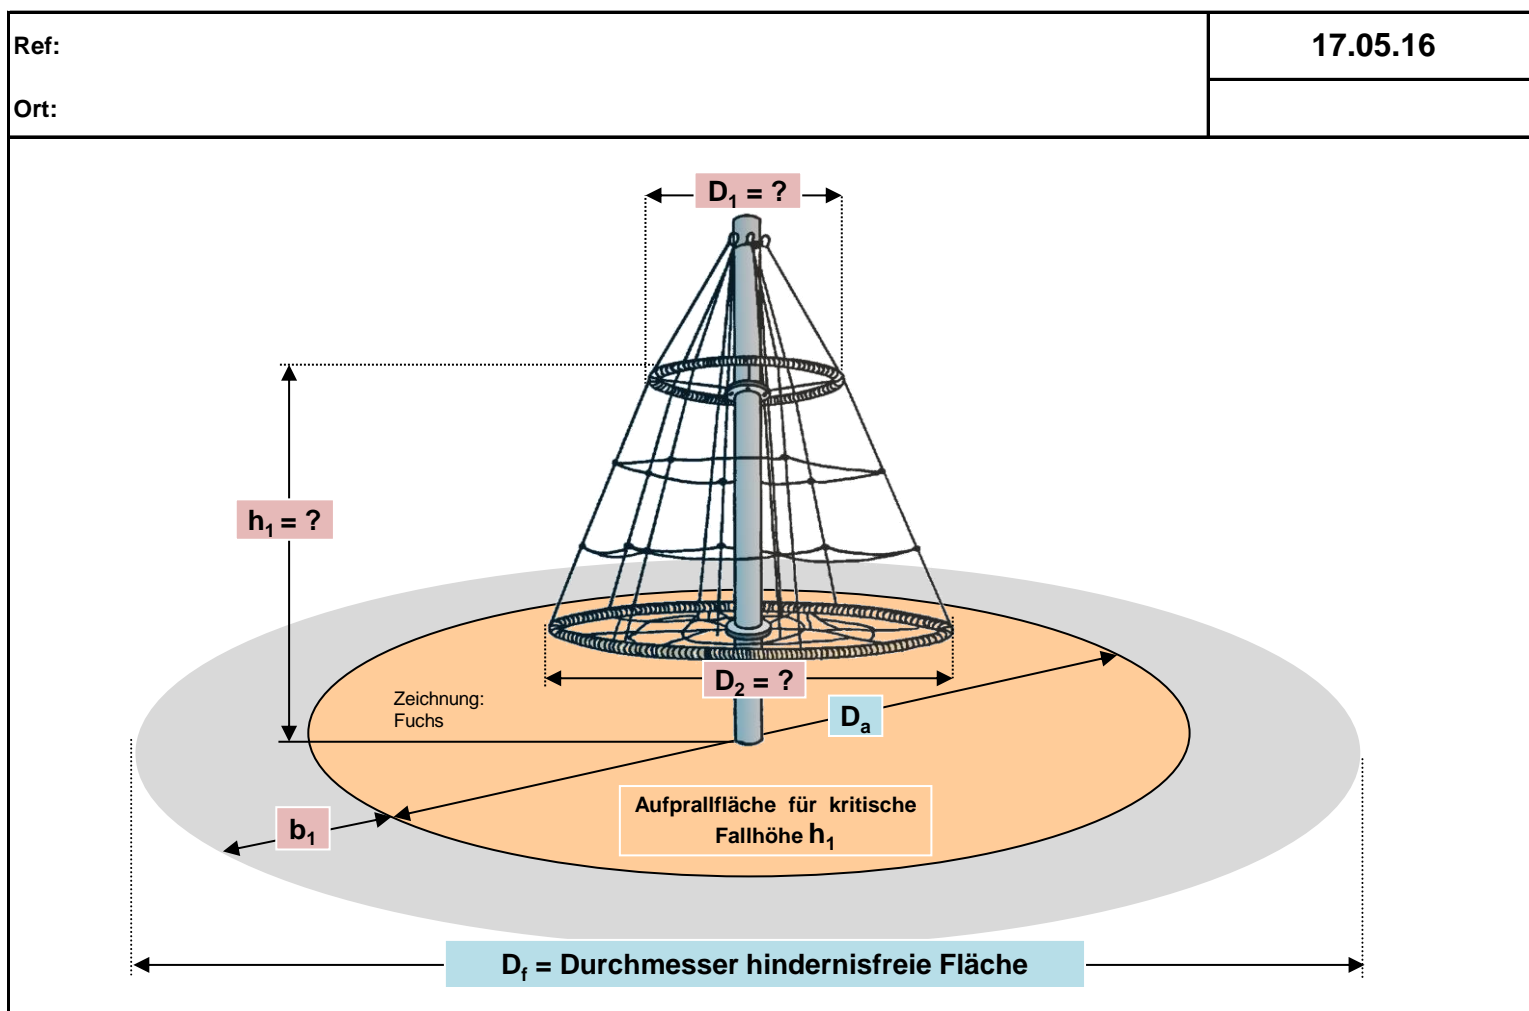 Ref:
17.05.16
Ort:
D₁ = ?
h₁ = ?
D₂ = ?
Zeichnung:
Fuchs
Dₐ
Aufprallfläche für kritische
Fallhöhe h₁
b₁
D_f = Durchmesser hindernisfreie Fläche